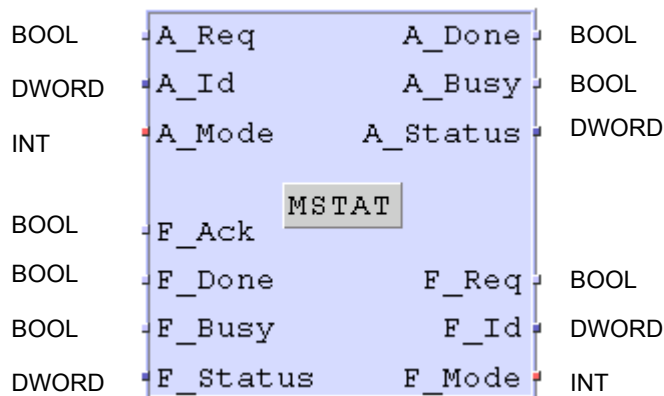 BOOL A_Req A_Done BOOL
DWORD A_Id A_Busy BOOL
INT A_Mode A_Status DWORD
MSTAT
BOOL F_Ack
BOOL F_Done F_Req BOOL
BOOL F_Busy F_Id DWORD
DWORD F_Status F_Mode INT